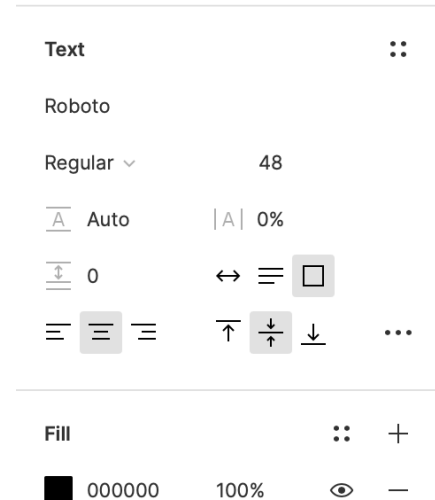 Text
Roboto
Regular 48
A Auto |A| 0%
0
Fill
000000 100%